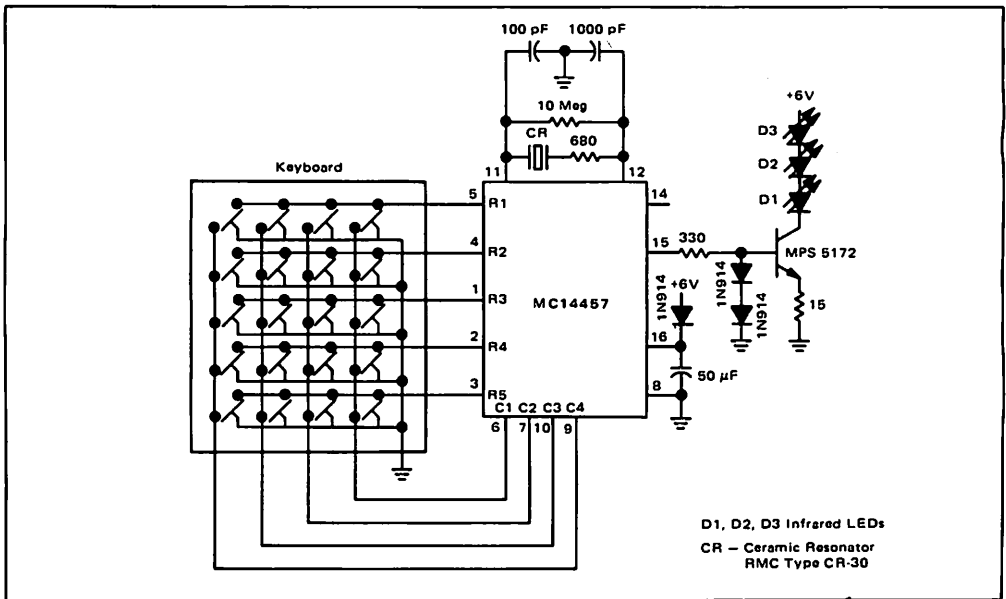 100 pF 1000 pF
10 Meg
CR 680
11 12
Keyboard
+6V
D3
D2
D1
5 R1 14
4 R2 15 330
MPS 5172
1 R3 MC14457
1N914 +6V 1N914 1N914 15
2 R4 16
50 µF
3 R5 8
C1 C2 C3 C4
6 7 10 9
D1, D2, D3 Infrared LEDs
CR – Ceramic Resonator
RMC Type CR-30